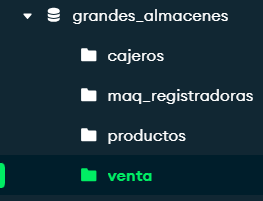 grandes_almacenes
cajeros
maq_registradoras
productos
venta